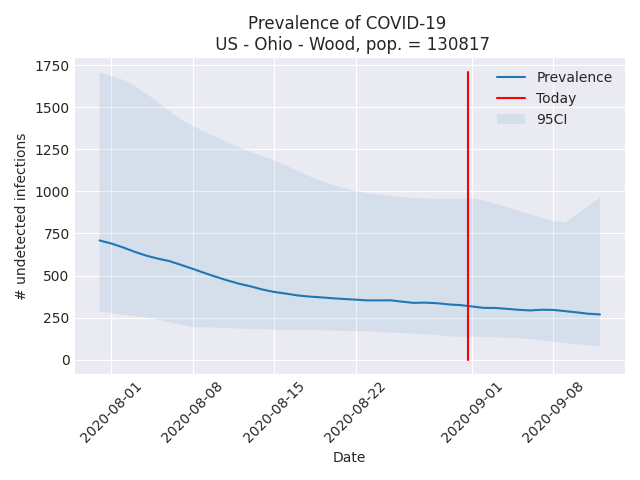 Prevalence of COVID-19
US - Ohio - Wood, pop. = 130817
# undetected infections
1750
1500
1250
1000
750
500
250
0
Prevalence
Today
95CI
2020-08-01
2020-08-08
2020-08-15
2020-08-22
2020-09-01
2020-09-08
Date